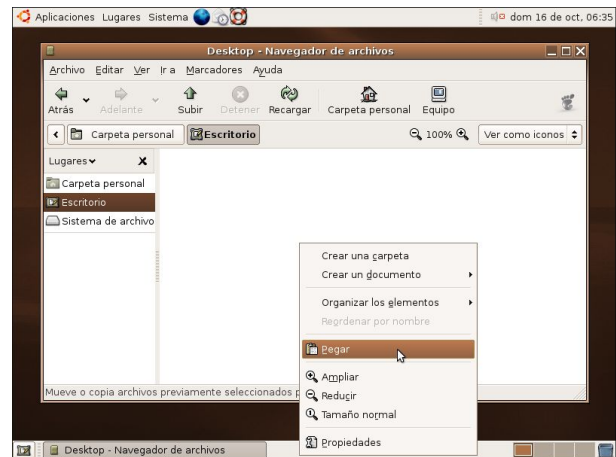 Aplicaciones Lugares Sistema dom 16 de oct, 06:35
Desktop - Navegador de archivos
Archivo Editar Ver Ir a Marcadores Ayuda
Atrás Adelante Subir Detener Recargar Carpeta personal Equipo
Carpeta personal Escritorio 100% Ver como iconos
Lugares
Carpeta personal
Escritorio
Sistema de archivo
Crear una carpeta
Crear un documento
Organizar los elementos
Reordenar por nombre
Pegar
Ampliar
Reducir
Tamaño normal
Propiedades
Mueve o copia archivos previamente seleccionados p
Desktop - Navegador de archivos